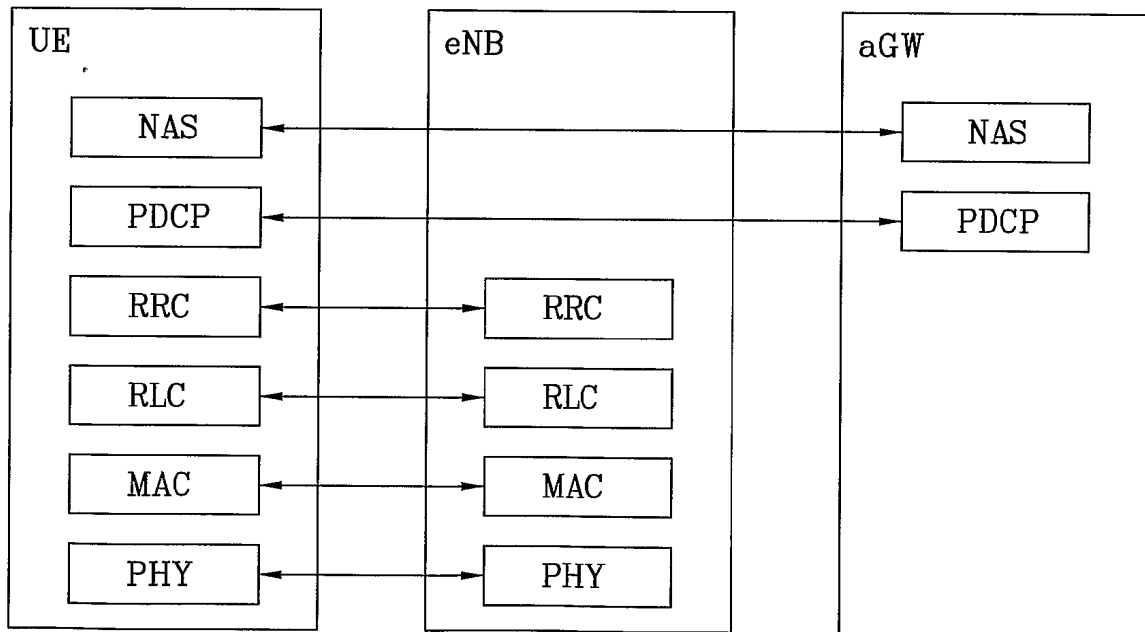 UE
eNB
aGW
NAS
NAS
PDCP
PDCP
RRC
RRC
RLC
RLC
MAC
MAC
PHY
PHY